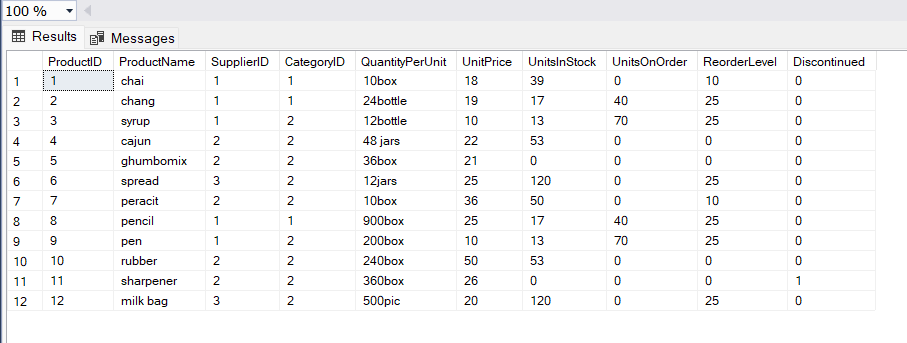 100 %
Results Messages
ProductID ProductName SupplierID CategoryID QuantityPerUnit UnitPrice UnitsInStock UnitsOnOrder ReorderLevel Discontinued
1 1 chai 1 1 10box 18 39 0 10 0
2 2 chang 1 1 24bottle 19 17 40 25 0
3 3 syrup 1 2 12bottle 10 13 70 25 0
4 4 cajun 2 2 48 jars 22 53 0 0 0
5 5 ghumbomix 2 2 36box 21 0 0 0 0
6 6 spread 3 2 12jars 25 120 0 25 0
7 7 peracit 2 2 10box 36 50 0 10 0
8 8 pencil 1 1 900box 25 17 40 25 0
9 9 pen 1 2 200box 10 13 70 25 0
10 10 rubber 2 2 240box 50 53 0 0 0
11 11 sharpener 2 2 360box 26 0 0 0 1
12 12 milk bag 3 2 500pic 20 120 0 25 0